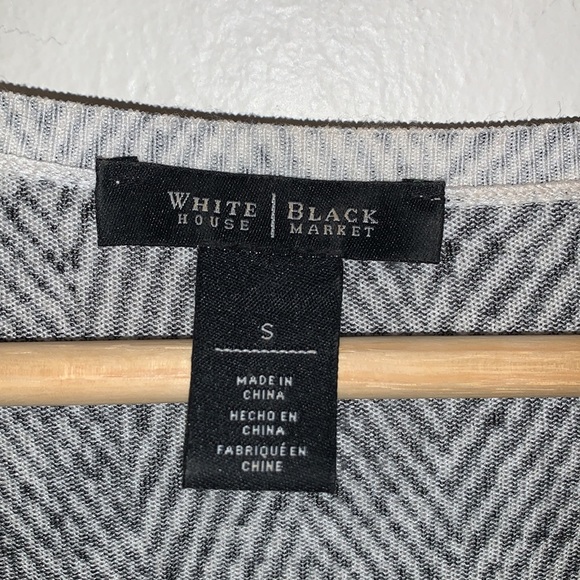 WHITE | BLACK
HOUSE | MARKET
S
MADE IN
CHINA
HECHO EN
CHINA
FABRIQUÉ EN
CHINE